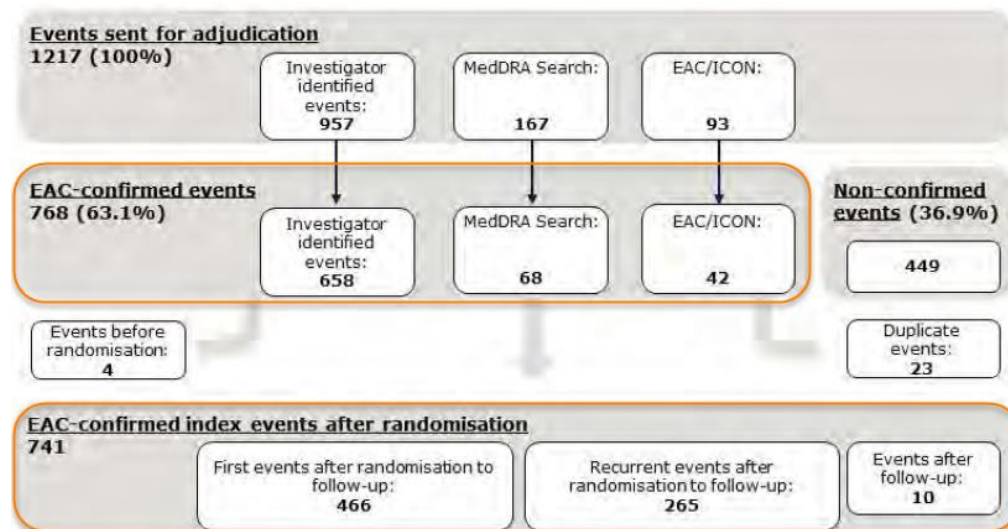 Events sent for adjudication
1217 (100%)
Investigator
identified
events:
957
MedDRA Search:
167
EAC/ICON:
93
EAC-confirmed events
768 (63.1%)
Investigator
identified
events:
658
MedDRA Search:
68
EAC/ICON:
42
Non-confirmed
events (36.9%)
449
Events before
randomisation:
4
Duplicate
events:
23
EAC-confirmed index events after randomisation
741
First events after randomisation to
follow-up:
466
Recurrent events after
randomisation to follow-up:
265
Events after
follow-up:
10